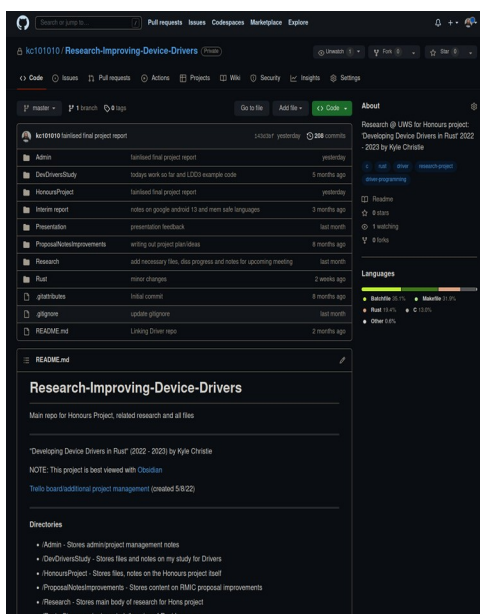 Search or jump to...
/
Pull requests Issues Codespaces Marketplace Explore
kc101010 / Research-Improving-Device-Drivers Private
Unwatch 1 Fork 0 Star 0
Code Issues Pull requests Actions Projects Wiki Security Insights Settings
master 1 branch 0 tags Go to file Add file Code
kc101010 fainlised final project report yesterday 208 commits
Admin fainlised final project report yesterday
DevDriversStudy todays work so far and LDD3 example code 5 months ago
HonoursProject fainlised final project report yesterday
Interim report notes on google android 13 and mem safe languages 3 months ago
Presentation presentation feedback last month
ProposalNotesImprovements writing out project plan/ideas 8 months ago
Research add necessary files, diss progress and notes for upcoming meeting last month
Rust minor changes 2 weeks ago
.gitattributes Initial commit 8 months ago
.gitignore update gitignore last month
README.md Linking Driver repo 2 months ago
About
Research @ UWS for Honours project:
'Developing Device Drivers in Rust' 2022
- 2023 by Kyle Christie
c rust driver research-project
driver-programming
Readme
0 stars
1 watching
0 forks
Languages
Batchfile 35.1% Makefile 31.9%
Rust 19.4% C 13.0%
Other 0.6%
README.md
Research-Improving-Device-Drivers
Main repo for Honours Project, related research and all files
"Developing Device Drivers in Rust" (2022 - 2023) by Kyle Christie
NOTE: This project is best viewed with Obsidian
Trello board/additional project management (created 5/8/22)
Directories
• /Admin - Stores admin/project management notes
• /DevDriversStudy - Stores files and notes on my study for Drivers
• /HonoursProject - Stores files, notes on the Honours project itself
• /ProposalNotesImprovements - Stores content on RMIC proposal improvements
• /Research - Stores main body of research for Hons project